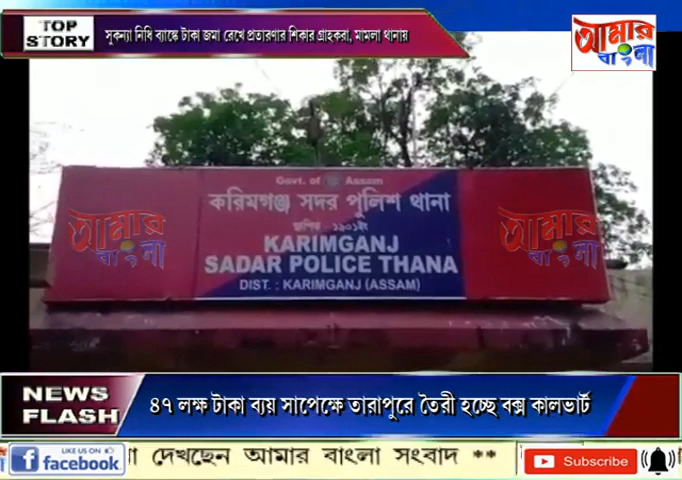 TOP
STORY
সুকন্যা নিধি ব্যাঙ্কে টাকা জমা রেখে প্রতারণার শিকার গ্রাহকরা, মামলা থানায়
আমার
বাংলা
Govt. of Assam
করিমগঞ্জ সদর পুলিশ থানা
স্থাপিত - ১৯০১ইং
KARIMGANJ
SADAR POLICE THANA
DIST. : KARIMGANJ (ASSAM)
আমার
বাংলা
আমার
বাংলা
NEWS
FLASH
৪৭ লক্ষ টাকা ব্যয় সাপেক্ষে তারাপুরে তৈরী হচ্ছে বক্স কালভার্ট
আমার
বাংলা
LIKE US ON
facebook
দেখছেন আমার বাংলা সংবাদ **
Subscribe